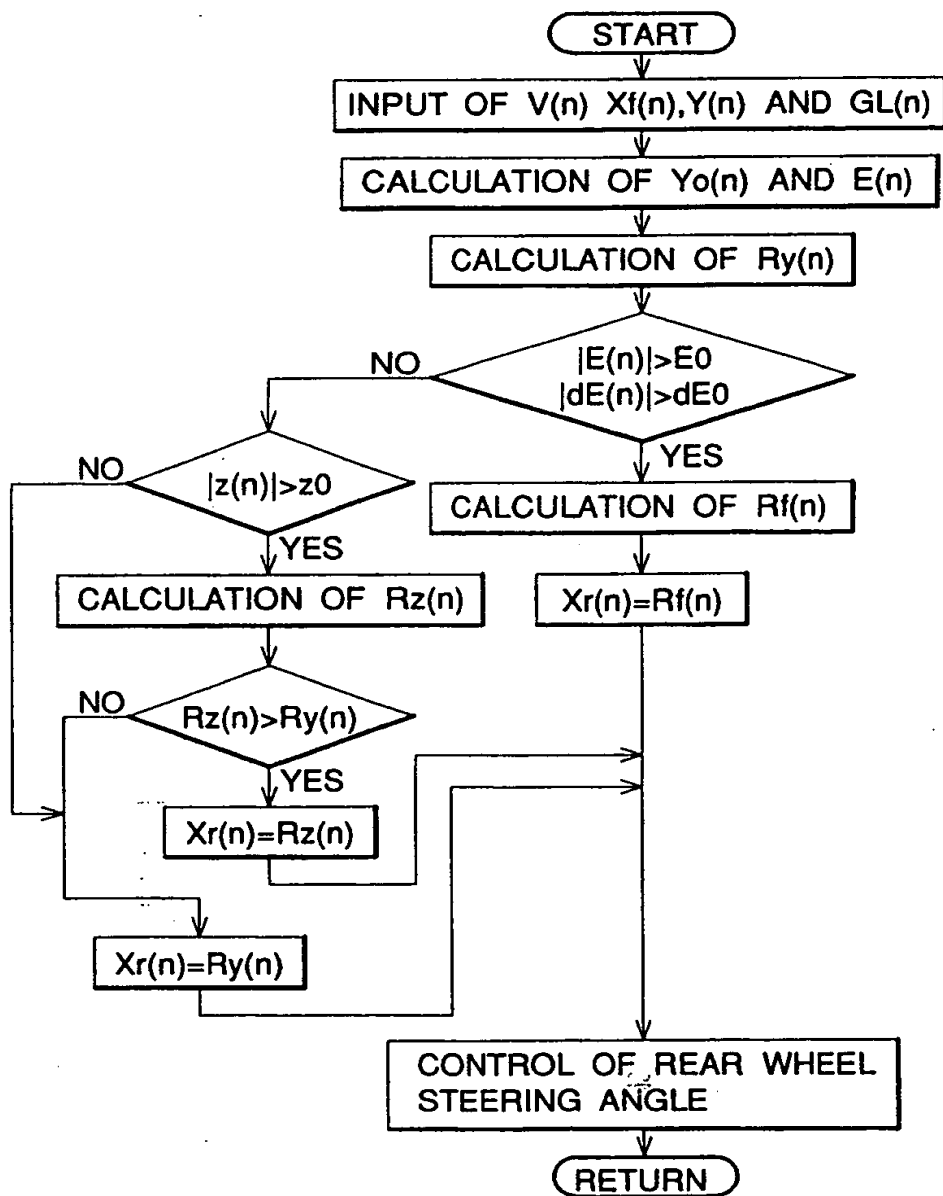 START
INPUT OF V(n) Xf(n),Y(n) AND GL(n)
CALCULATION OF Yo(n) AND E(n)
CALCULATION OF Ry(n)
|E(n)|>E0
|dE(n)|>dE0
NO
YES
|z(n)|>z0
NO
YES
CALCULATION OF Rf(n)
CALCULATION OF Rz(n)
Xr(n)=Rf(n)
Rz(n)>Ry(n)
NO
YES
Xr(n)=Rz(n)
Xr(n)=Ry(n)
CONTROL OF REAR WHEEL
STEERING ANGLE
RETURN